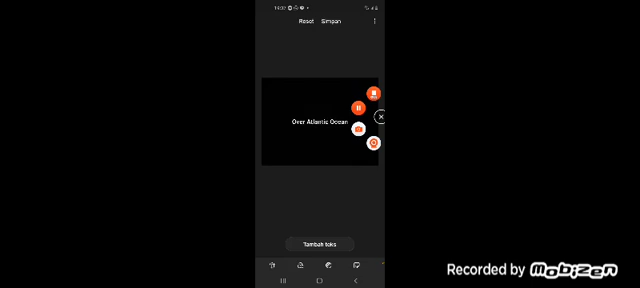 Reset Simpan
Over Atlantic Ocean
Tambah teks
Recorded by Mobizen